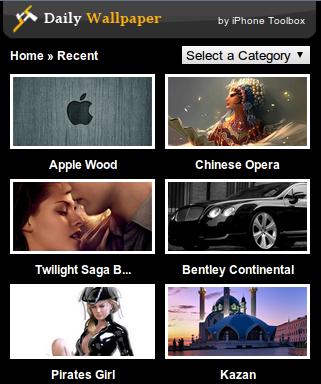 Daily Wallpaper
by iPhone Toolbox
Home » Recent
Select a Category
Apple Wood
Chinese Opera
Twilight Saga B...
Bentley Continental
Pirates Girl
Kazan